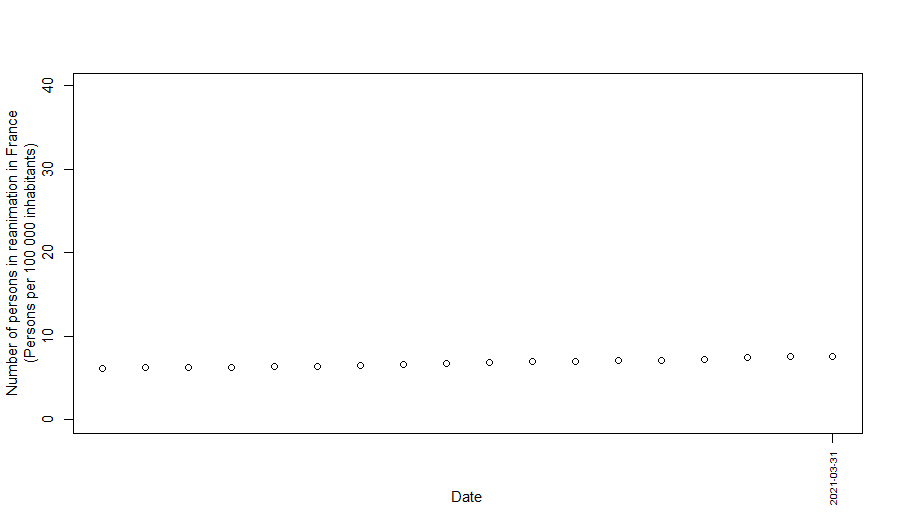 Number of persons in reanimation in France
(Persons per 100 000 inhabitants)
40
30
20
10
0
2021-03-31
Date